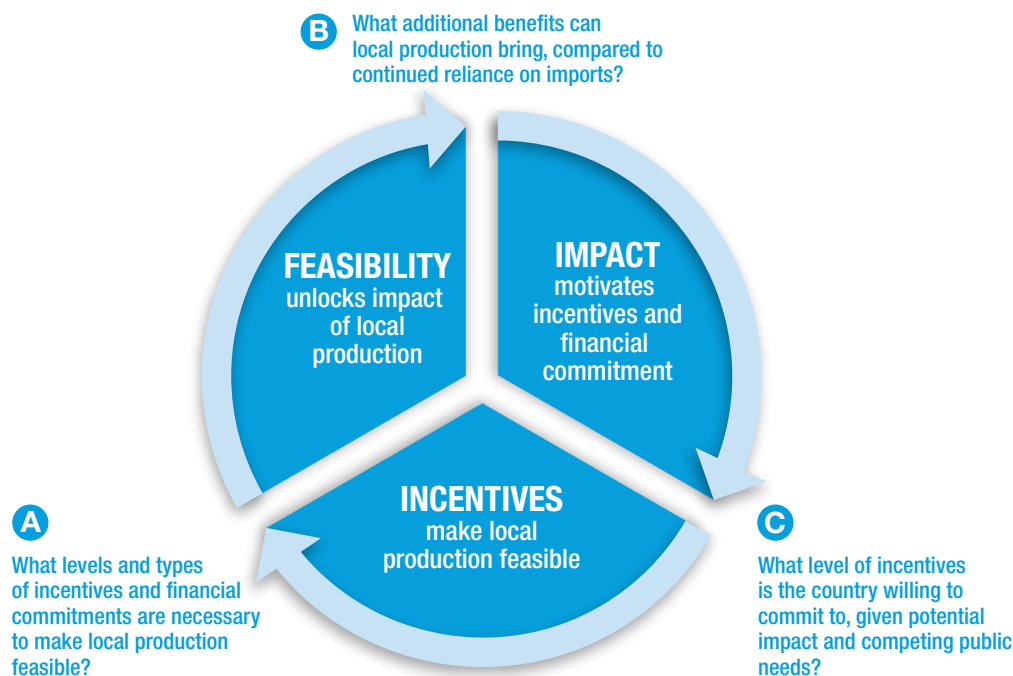 B
What additional benefits can
local production bring, compared to
continued reliance on imports?
FEASIBILITY
unlocks impact
of local
production
IMPACT
motivates
incentives and
financial
commitment
INCENTIVES
make local
production feasible
A
What levels and types
of incentives and financial
commitments are necessary
to make local production
feasible?
C
What level of incentives
is the country willing to
commit to, given potential
impact and competing public
needs?